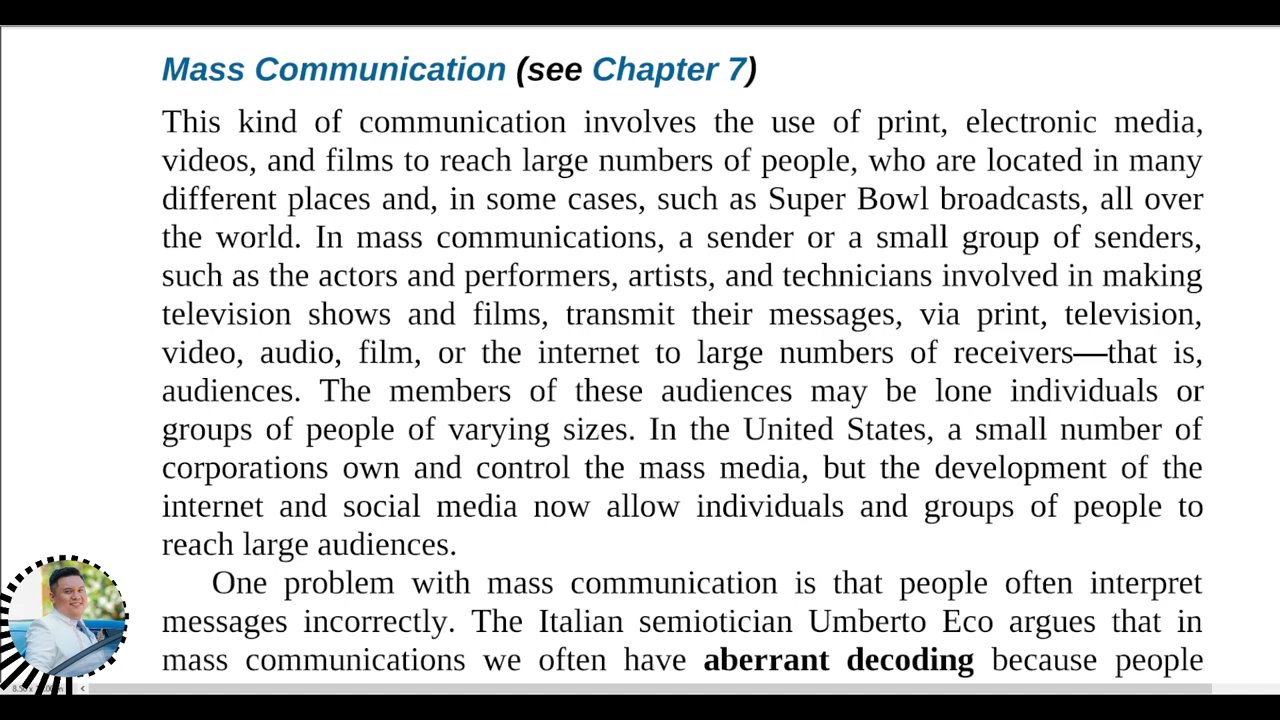 Mass Communication (see Chapter 7)
This kind of communication involves the use of print, electronic media,
videos, and films to reach large numbers of people, who are located in many
different places and, in some cases, such as Super Bowl broadcasts, all over
the world. In mass communications, a sender or a small group of senders,
such as the actors and performers, artists, and technicians involved in making
television shows and films, transmit their messages, via print, television,
video, audio, film, or the internet to large numbers of receivers—that is,
audiences. The members of these audiences may be lone individuals or
groups of people of varying sizes. In the United States, a small number of
corporations own and control the mass media, but the development of the
internet and social media now allow individuals and groups of people to
reach large audiences.
One problem with mass communication is that people often interpret
messages incorrectly. The Italian semiotician Umberto Eco argues that in
mass communications we often have aberrant decoding because people